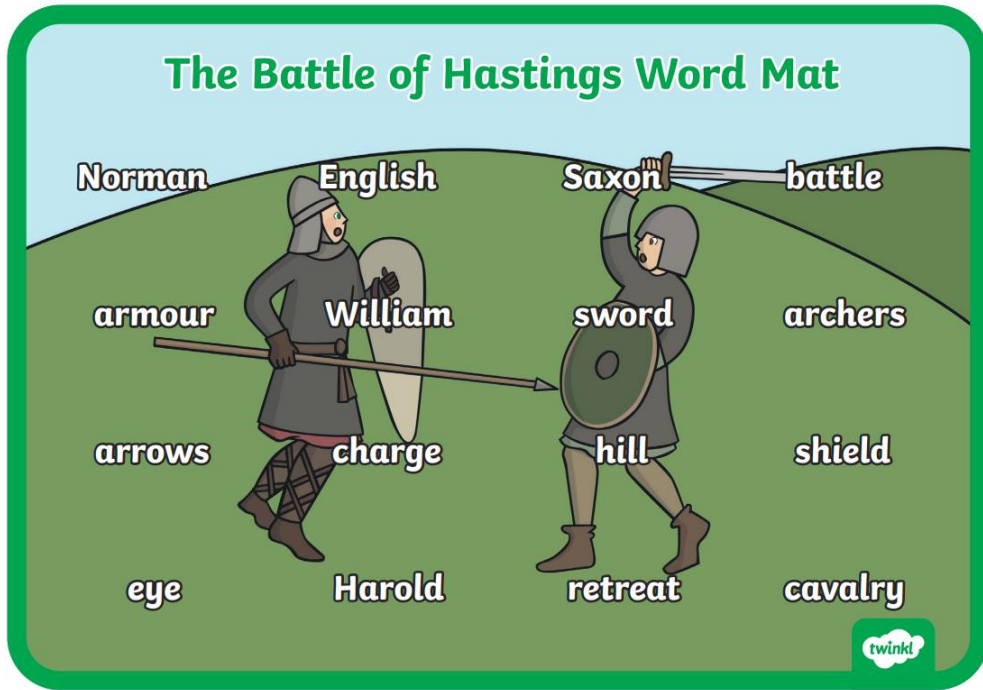 The Battle of Hastings Word Mat
Norman English Saxon battle
armour William sword archers
arrows charge hill shield
eye Harold retreat cavalry
twinkl